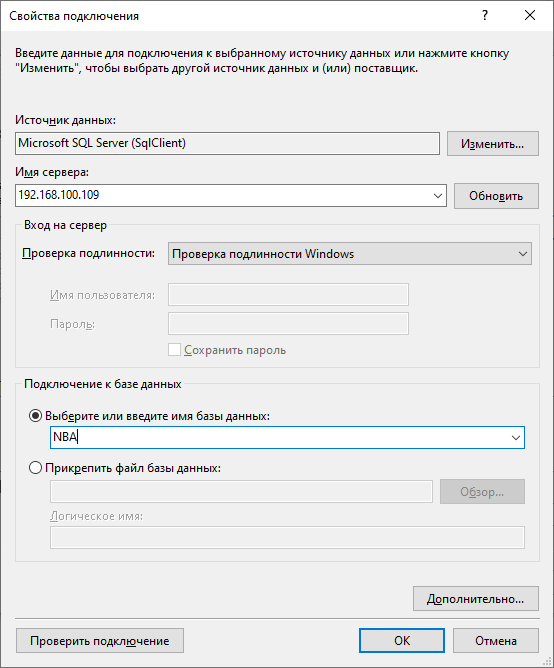 Свойства подключения
?
Введите данные для подключения к выбранному источнику данных или нажмите кнопку
"Изменить", чтобы выбрать другой источник данных и (или) поставщик.
Источник данных:
Microsoft SQL Server (SqlClient)
Изменить...
Имя сервера:
192.168.100.109
Обновить
Вход на сервер
Проверка подлинности:
Проверка подлинности Windows
Имя пользователя:
Пароль:
Сохранить пароль
Подключение к базе данных
Выберите или введите имя базы данных:
NBA
Прикрепить файл базы данных:
Обзор...
Логическое имя:
Дополнительно...
Проверить подключение
ОК
Отмена